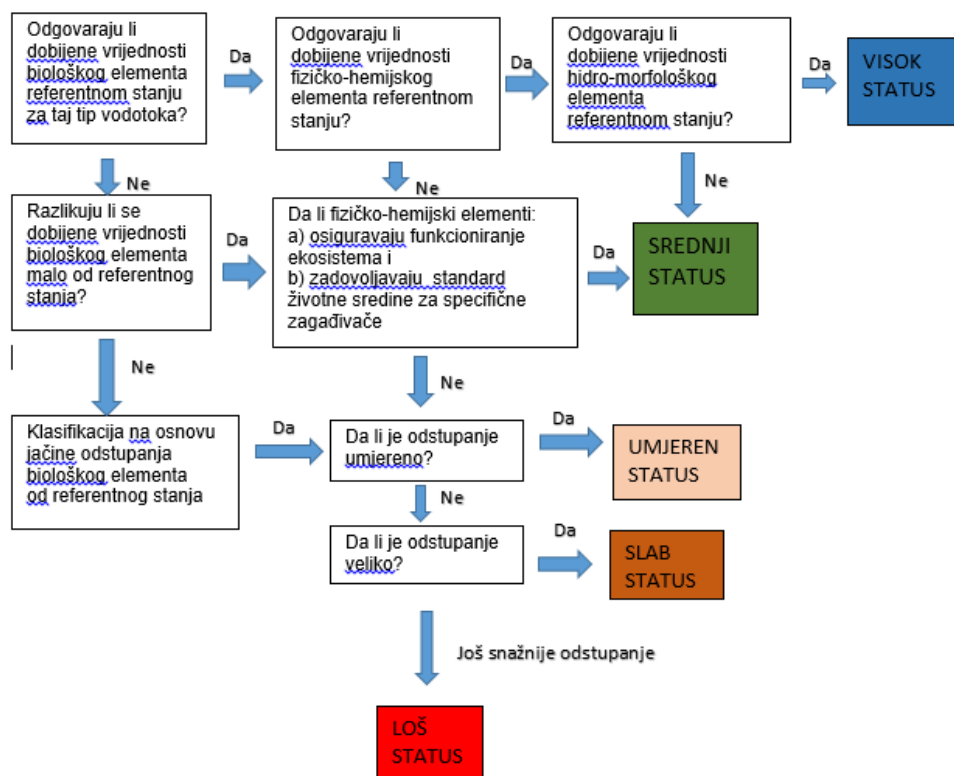 Odgovaraju li
dobijene vrijednosti
biološkog elementa
referentnom stanju
za taj tip vodotoka?
Da
Odgovaraju li
dobijene vrijednosti
fizičko-hemijskog
elementa referentnom
stanju?
Da
Odgovaraju li
dobijene vrijednosti
hidro-morfološkog
elementa
referentnom stanju?
Da
VISOK
STATUS
Ne
Ne
Ne
Razlikuju li se
dobijene vrijednosti
biološkog elementa
malo od referentnog
stanja?
Da
Da li fizičko-hemijski elementi:
a) osiguravaju funkcioniranje
ekosistema i
b) zadovoljavaju standard
životne sredine za specifične
zagađivače
Da
SREDNJI
STATUS
Ne
Ne
Klasifikacija na osnovu
jačine odstupanja
biološkog elementa
od referentnog stanja
Da
Da li je odstupanje
umjereno?
Da
UMJEREN
STATUS
Ne
Da li je odstupanje
veliko?
Da
SLAB
STATUS
Još snažnije odstupanje
LOŠ
STATUS